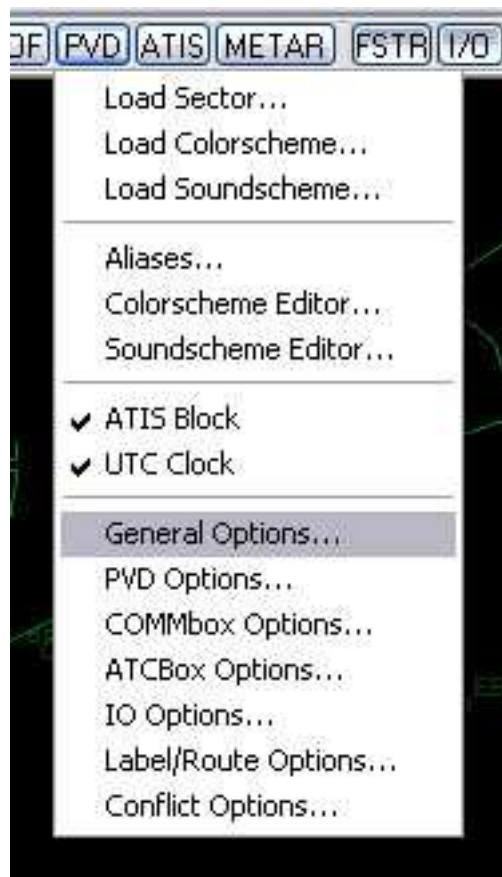 OF PVD ATIS METAR FSTR I/O
Load Sector...
Load Colorscheme...
Load Soundscheme...
Aliases...
Colorscheme Editor...
Soundscheme Editor...
ATIS Block
UTC Clock
General Options...
PVD Options...
COMMbox Options...
ATCBox Options...
IO Options...
Label/Route Options...
Conflict Options...